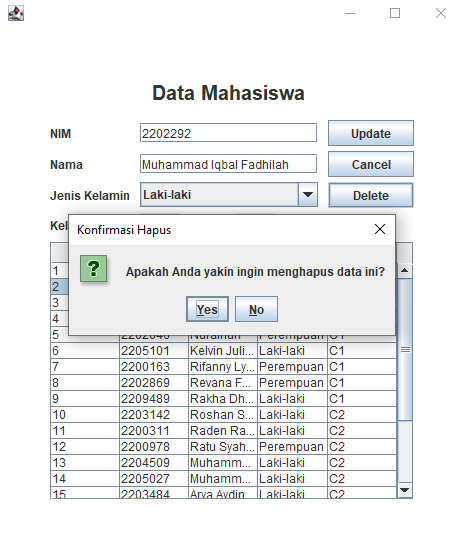 Data Mahasiswa
NIM 2202292 Update
Nama Muhammad Iqbal Fadhilah Cancel
Jenis Kelamin Laki-laki Delete
Konfirmasi Hapus
Apakah Anda yakin ingin menghapus data ini?
Yes No
1
2
3
4
5 Perempuan C1
6 2205101 Kelvin Juli... Laki-laki C1
7 2200163 Rifanny Ly... Perempuan C1
8 2202869 Revana F... Perempuan C1
9 2209489 Rakha Dh... Laki-laki C1
10 2203142 Roshan S... Laki-laki C2
11 2200311 Raden Ra... Laki-laki C2
12 2200978 Ratu Syah... Perempuan C2
13 2204509 Muhamm... Laki-laki C2
14 2205027 Muhamm... Laki-laki C2
15 2203484 Arya Aydin Laki-laki C2